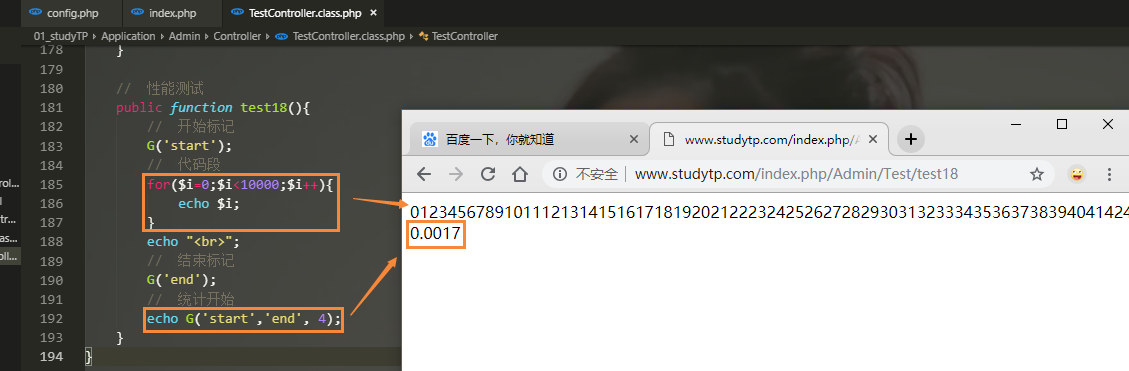 config.php
index.php
TestController.class.php
01_studyTP
Application
Admin
Controller
TestController.class.php
TestController
178 }
179
180 // 性能测试
181 public function test18(){
182 // 开始标记
183 G('start');
184 // 代码段
185 for($i=0;$i<10000;$i++){
186 echo $i;
187 }
188 echo "<br>";
189 // 结束标记
190 G('end');
191 // 统计开始
192 echo G('start','end', 4);
193 }
194 }
rol...
.ph...
tr...
as...
oll...
百度一下，你就知道
www.studytp.com/index.php/A
不安全
www.studytp.com/index.php/Admin/Test/test18
01234567891011121314151617181920212223242526272829303132333435363738394041424
0.0017